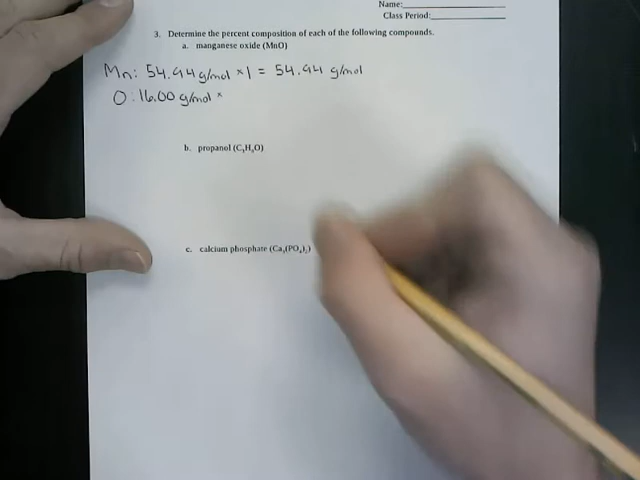 Name:
Class Period:
3. Determine the percent composition of each of the following compounds.
a. manganese oxide (MnO)
Mn: 54.94 g/mol × 1 = 54.94 g/mol
O: 16.00 g/mol ×
b. propanol (C₃H₈O)
c. calcium phosphate (Ca₃(PO₄)₂)